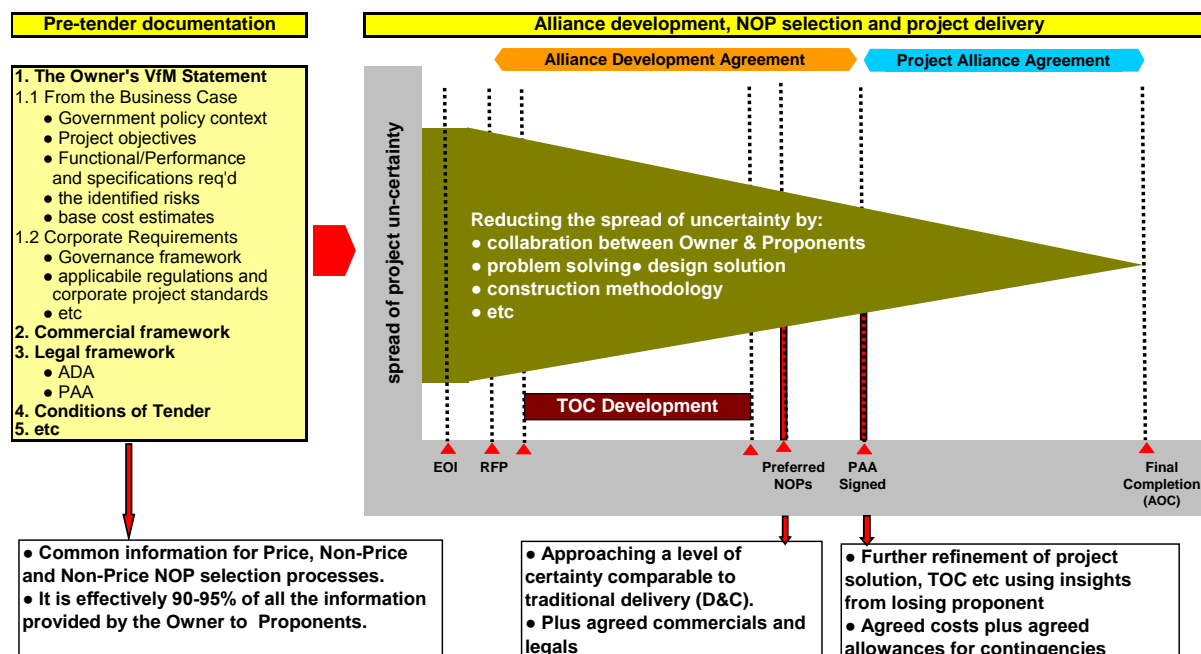 Pre-tender documentation
Alliance development, NOP selection and project delivery
1. The Owner's VfM Statement
1.1 From the Business Case
● Government policy context
● Project objectives
● Functional/Performance
and specifications req'd
● the identified risks
● base cost estimates
1.2 Corporate Requirements
● Governance framework
● applicabile regulations and
corporate project standards
● etc
2. Commercial framework
3. Legal framework
● ADA
● PAA
4. Conditions of Tender
5. etc
Alliance Development Agreement
Project Alliance Agreement
spread of project un-certainty
Reducting the spread of uncertainty by:
● collabration between Owner & Proponents
● problem solving● design solution
● construction methodology
● etc
TOC Development
EOI
RFP
Preferred
NOPs
PAA
Signed
Final
Completion
(AOC)
● Common information for Price, Non-Price
and Non-Price NOP selection processes.
● It is effectively 90-95% of all the information
provided by the Owner to Proponents.
● Approaching a level of
certainty comparable to
traditional delivery (D&C).
● Plus agreed commercials and
legals
● Further refinement of project
solution, TOC etc using insights
from losing proponent
● Agreed costs plus agreed
allowances for contingencies